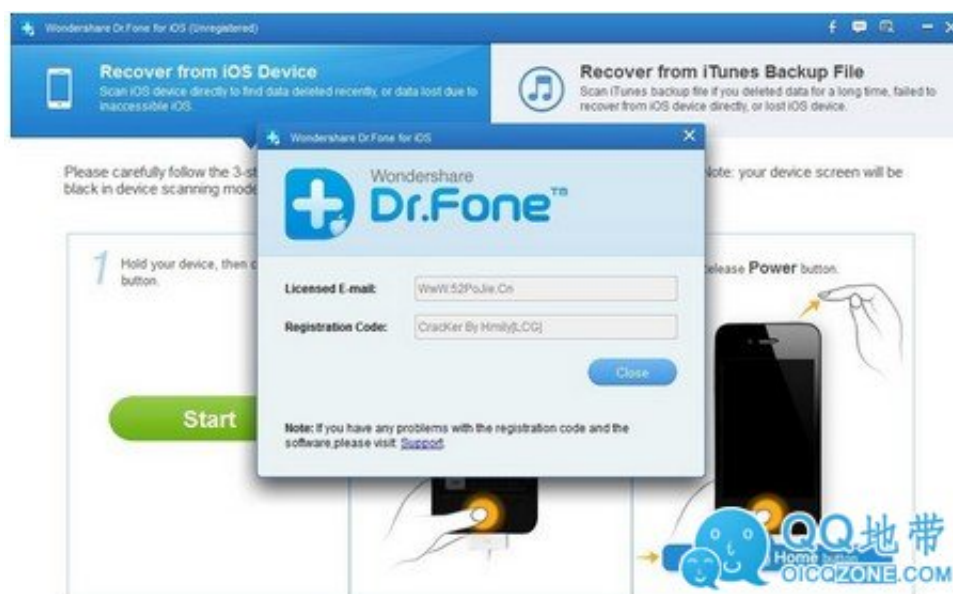 Wondershare Dr.Fone for iOS (Unregistered)
Recover from iOS Device
Scan iOS device directly to find data deleted recently, or data lost due to
inaccessible iOS.
Recover from iTunes Backup File
Scan iTunes backup file if you deleted data for a long time, failed to
recover from iOS device directly, or lost iOS device.
Please carefully follow the 3-st
Note: your device screen will be
black in device scanning mode
1
Hold your device, then c
button.
Start
Wondershare Dr.Fone for iOS
Wondershare
Dr.Fone™
Licensed E-mail:
WwW.52PoJie.Cn
Registration Code:
CracKer By Hmily[LCG]
Close
Note: If you have any problems with the registration code and the
software,please visit: Support.
elease Power button.
Home button
QQ地带
OICQZONE.COM